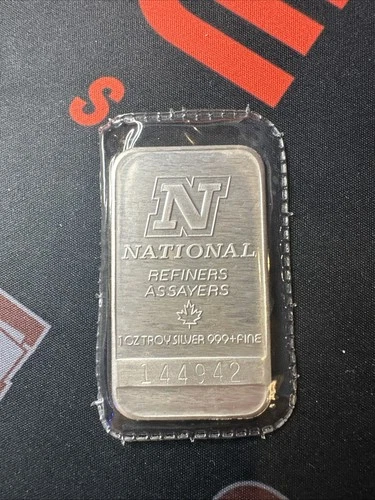 N
NATIONAL
REFINERS
ASSAYERS
1 OZ TROY SILVER 999+FINE
144942
S